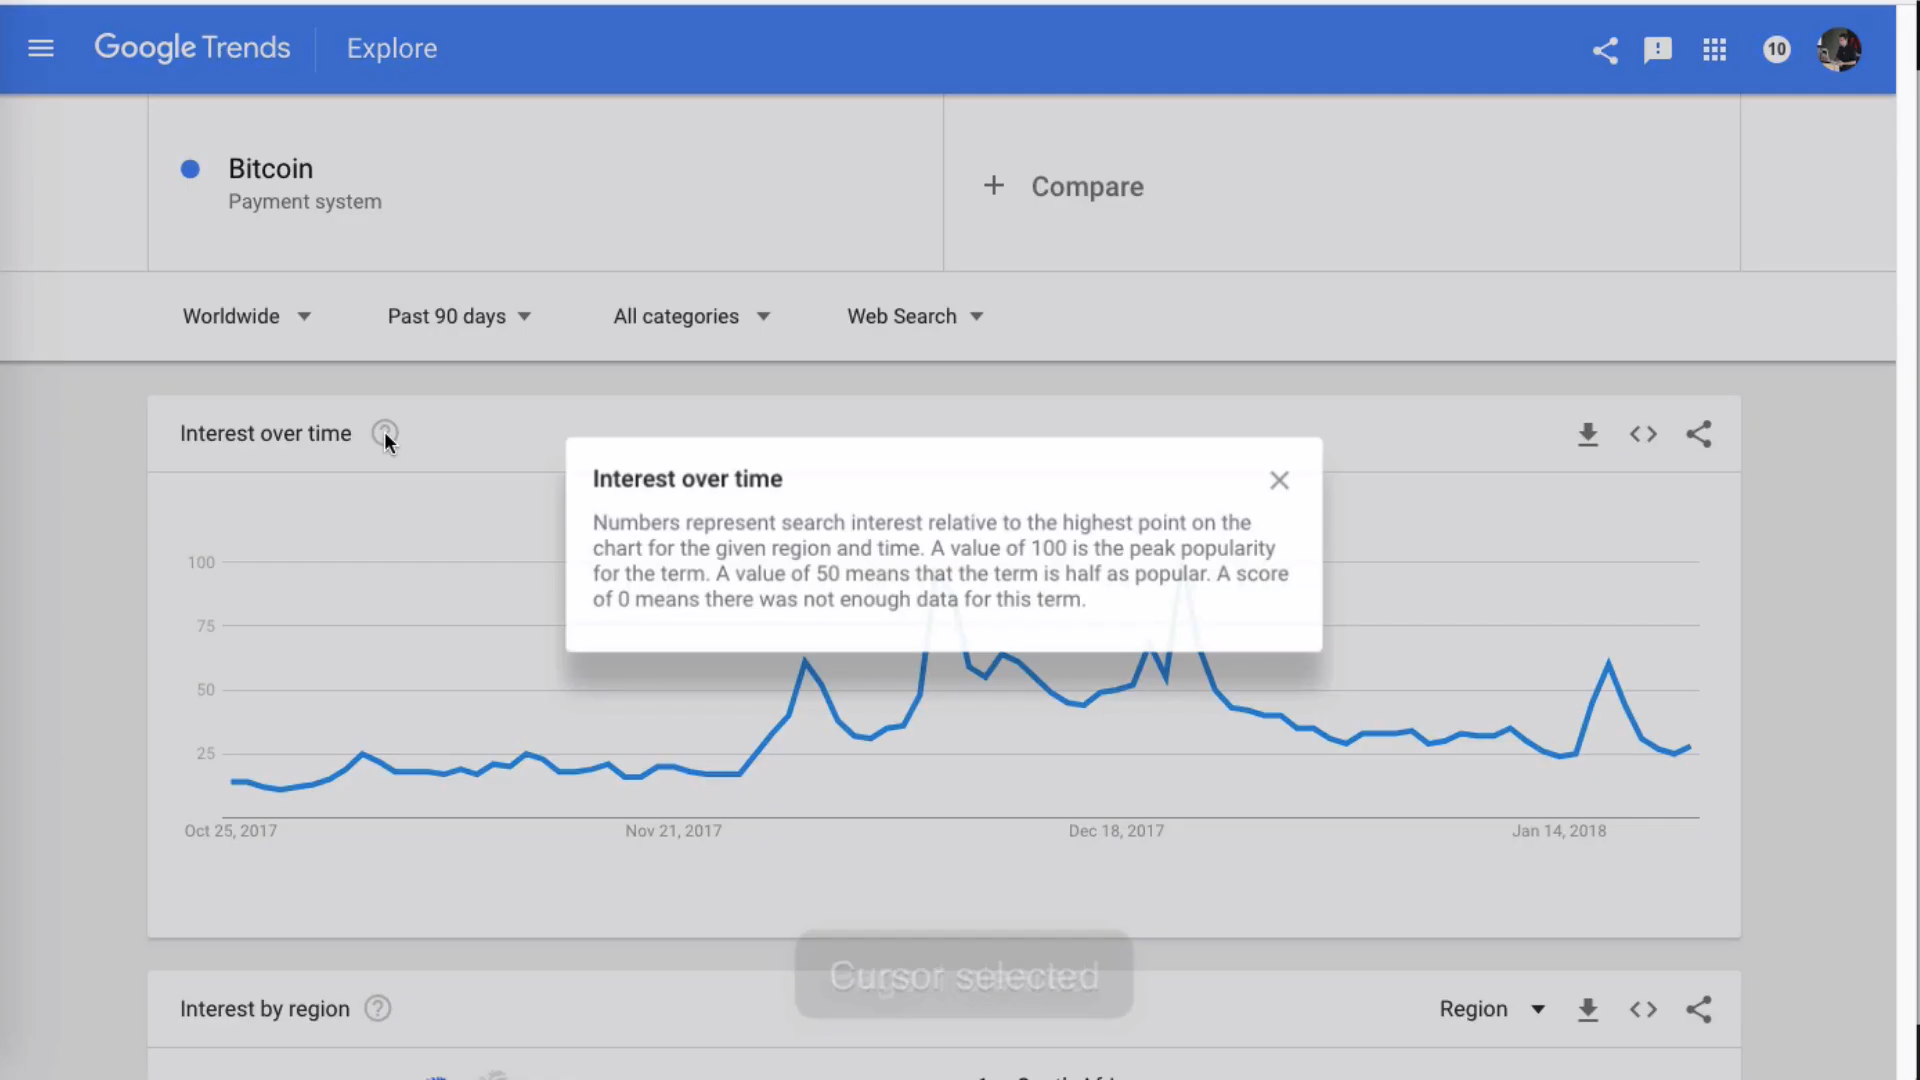 Google Trends
Explore
10
Bitcoin
Payment system
+ Compare
Worldwide
Past 90 days
All categories
Web Search
Interest over time
Interest over time
Numbers represent search interest relative to the highest point on the
chart for the given region and time. A value of 100 is the peak popularity
for the term. A value of 50 means that the term is half as popular. A score
of 0 means there was not enough data for this term.
100
75
50
25
Oct 25, 2017
Nov 21, 2017
Dec 18, 2017
Jan 14, 2018
Cursor selected
Interest by region
Region